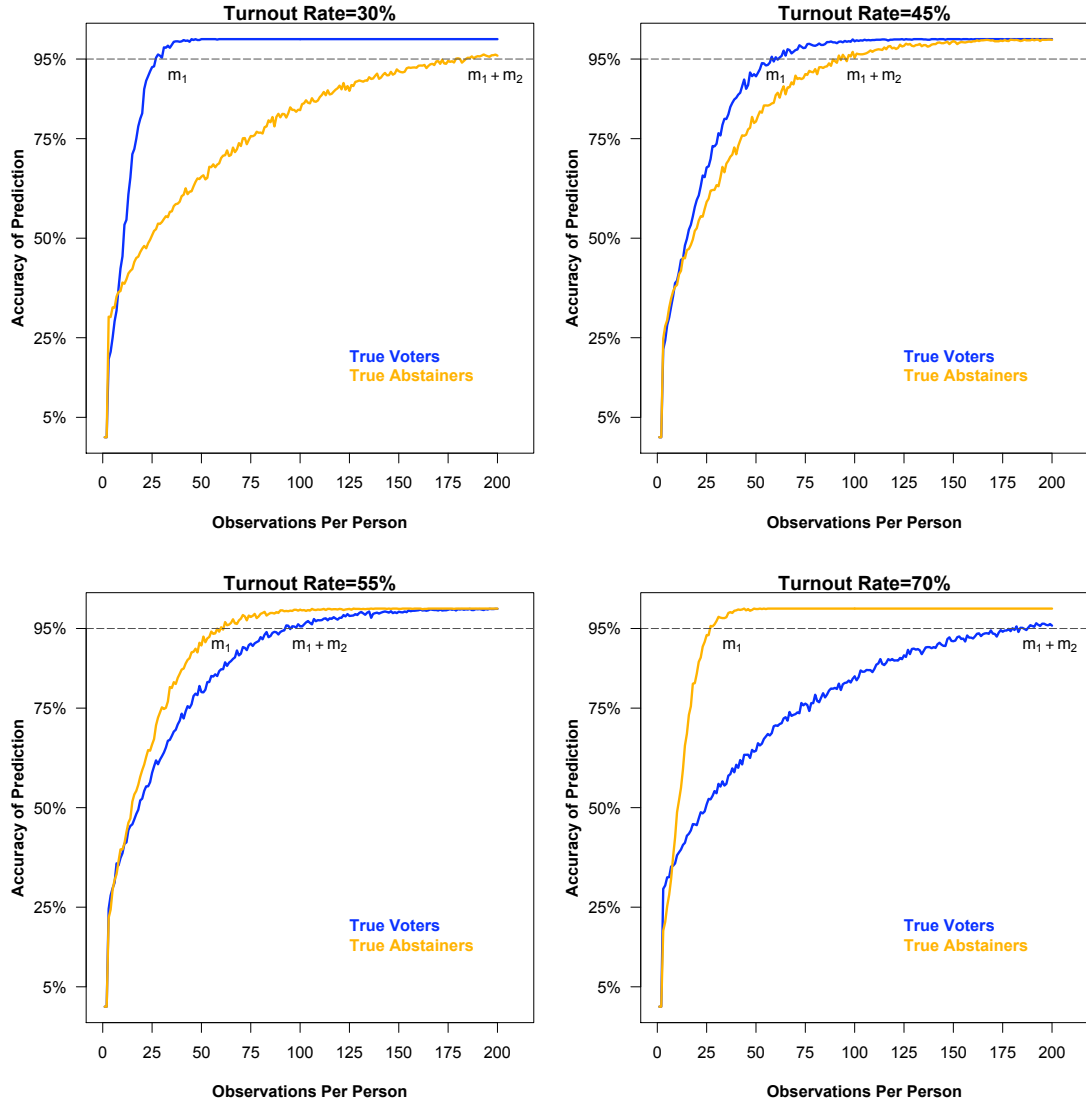 Turnout Rate=30%
Accuracy of Prediction
95%
75%
50%
25%
5%
m1
m1 + m2
True Voters
True Abstainers
0 25 50 75 100 125 150 175 200
Observations Per Person
Turnout Rate=45%
Accuracy of Prediction
95%
75%
50%
25%
5%
m1
m1 + m2
True Voters
True Abstainers
0 25 50 75 100 125 150 175 200
Observations Per Person
Turnout Rate=55%
Accuracy of Prediction
95%
75%
50%
25%
5%
m1
m1 + m2
True Voters
True Abstainers
0 25 50 75 100 125 150 175 200
Observations Per Person
Turnout Rate=70%
Accuracy of Prediction
95%
75%
50%
25%
5%
m1
m1 + m2
True Voters
True Abstainers
0 25 50 75 100 125 150 175 200
Observations Per Person